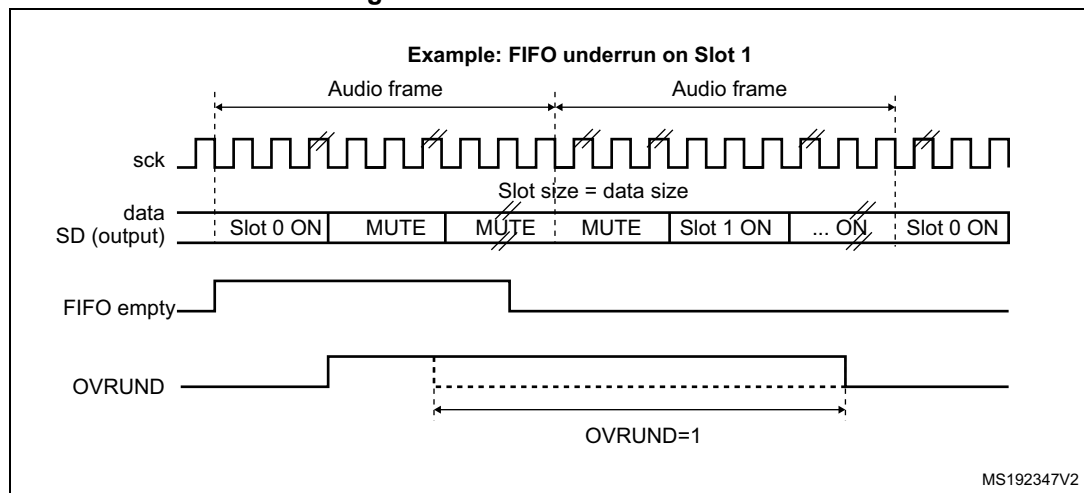 Example: FIFO underrun on Slot 1
Audio frame Audio frame
sck
Slot size = data size
data
SD (output) Slot 0 ON MUTE MUTE MUTE Slot 1 ON ... ON Slot 0 ON
FIFO empty
OVRUND
OVRUND=1
MS192347V2